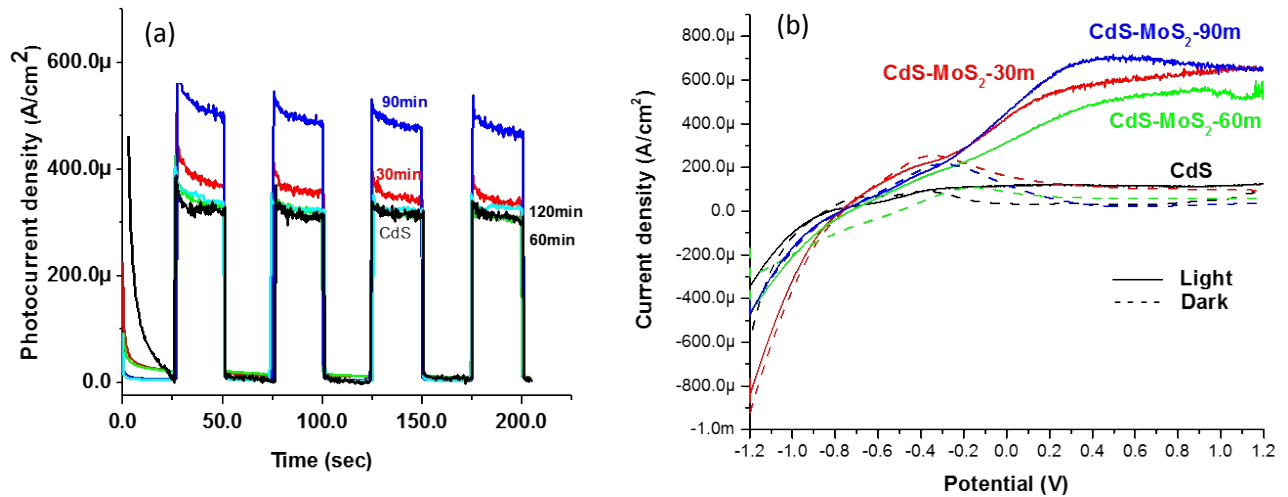 (a)
Photocurrent density (A/cm²)
600.0µ
400.0µ
200.0µ
0.0
90min
30min
120min
CdS
60min
0.0 50.0 100.0 150.0 200.0
Time (sec)
(b)
Current density (A/cm²)
800.0µ
600.0µ
400.0µ
200.0µ
0.0
-200.0µ
-400.0µ
-600.0µ
-800.0µ
-1.0m
CdS-MoS₂-90m
CdS-MoS₂-30m
CdS-MoS₂-60m
CdS
Light
Dark
-1.2 -1.0 -0.8 -0.6 -0.4 -0.2 0.0 0.2 0.4 0.6 0.8 1.0 1.2
Potential (V)